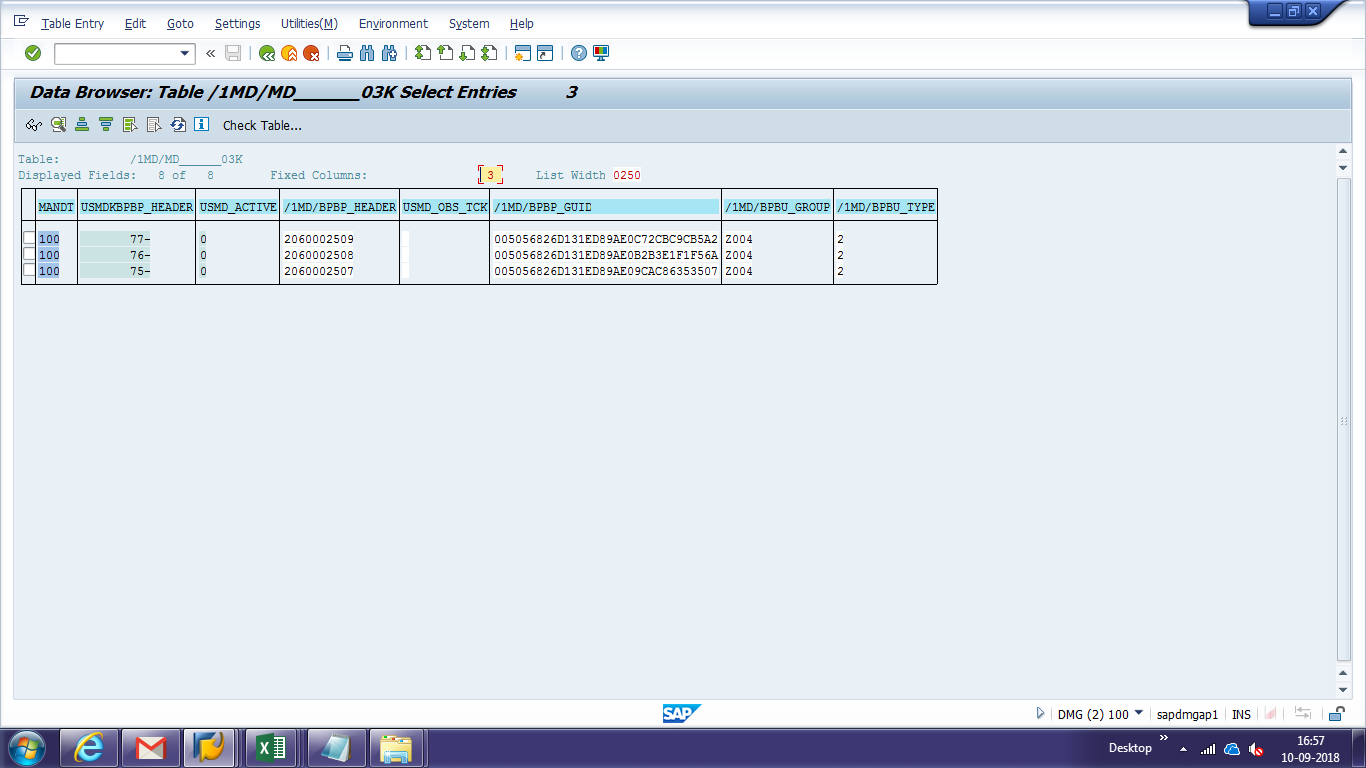 Table Entry Edit Goto Settings Utilities(M) Environment System Help
Data Browser: Table /1MD/MD______03K Select Entries 3
Check Table...
Table: /1MD/MD______03K
Displayed Fields: 8 of 8 Fixed Columns: 3 List Width 0250
MANDT USMDKBPBP_HEADER USMD_ACTIVE /1MD/BPBP_HEADER USMD_OBS_TCK /1MD/BPBP_GUID /1MD/BPBU_GROUP /1MD/BPBU_TYPE
100 77- 0 2060002509 005056826D131ED89AE0C72CBC9CB5A2 Z004 2
100 76- 0 2060002508 005056826D131ED89AE0B2B3E1F1F56A Z004 2
100 75- 0 2060002507 005056826D131ED89AE09CAC86353507 Z004 2
SAP DMG (2) 100 sapdmgap1 INS
Desktop 16:57
10-09-2018